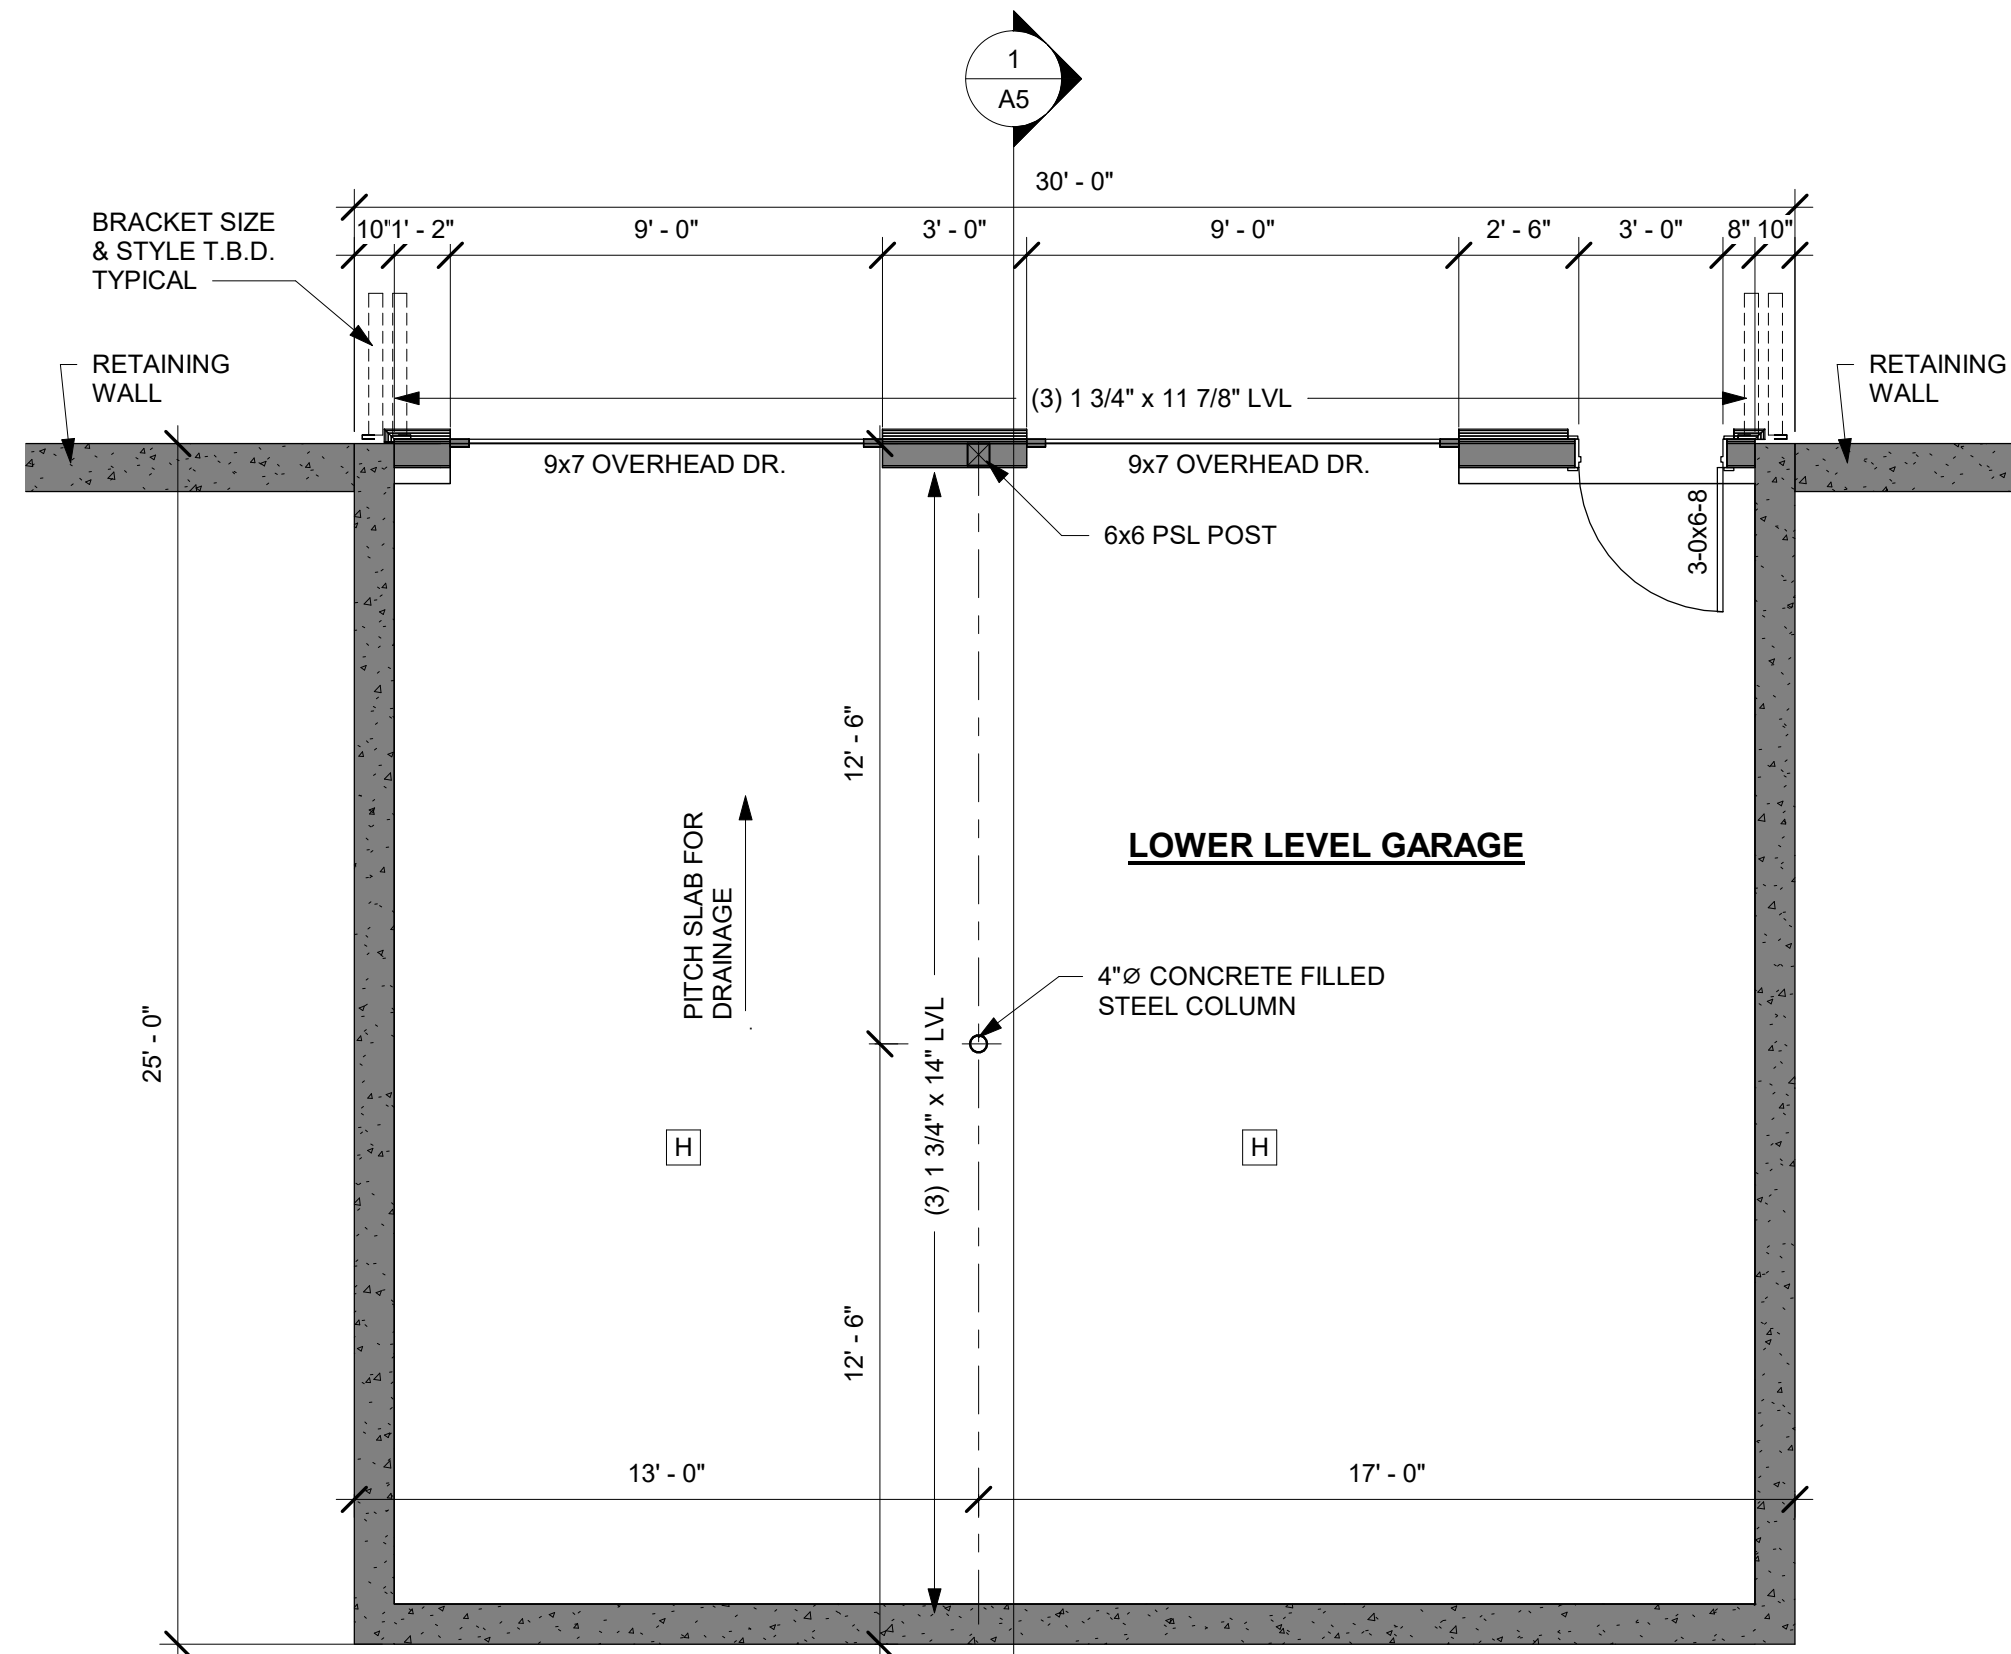 1
A5
30' - 0"
10" 1' - 2" 9' - 0" 3' - 0" 9' - 0" 2' - 6" 3' - 0" 8" 10"
BRACKET SIZE
& STYLE T.B.D.
TYPICAL
RETAINING
WALL
(3) 1 3/4" x 11 7/8" LVL
RETAINING
WALL
9x7 OVERHEAD DR.
9x7 OVERHEAD DR.
6x6 PSL POST
3-0x6-8
12' - 6"
PITCH SLAB FOR
DRAINAGE
LOWER LEVEL GARAGE
4"Ø CONCRETE FILLED
STEEL COLUMN
25' - 0"
(3) 1 3/4" x 14" LVL
H
H
12' - 6"
13' - 0"
17' - 0"